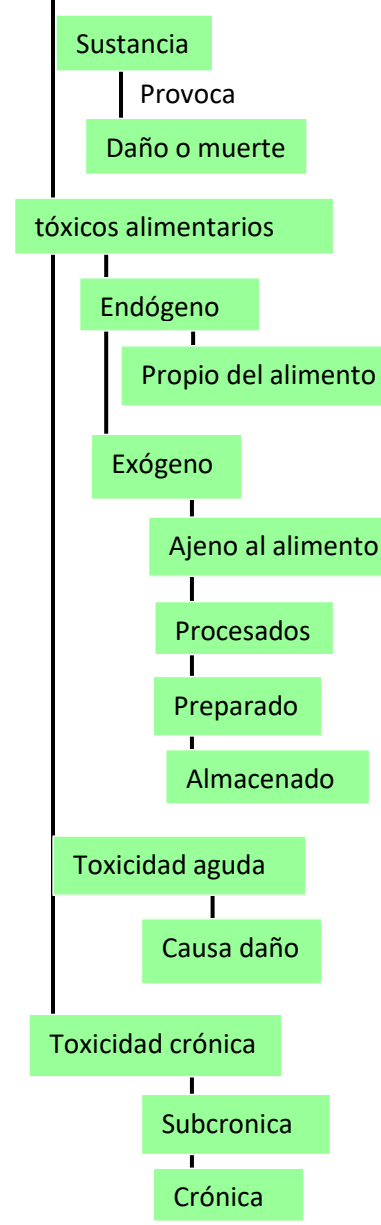 Sustancia
Provoca
Daño o muerte
tóxicos alimentarios
Endógeno
Propio del alimento
Exógeno
Ajeno al alimento
Procesados
Preparado
Almacenado
Toxicidad aguda
Causa daño
Toxicidad crónica
Subcronica
Crónica